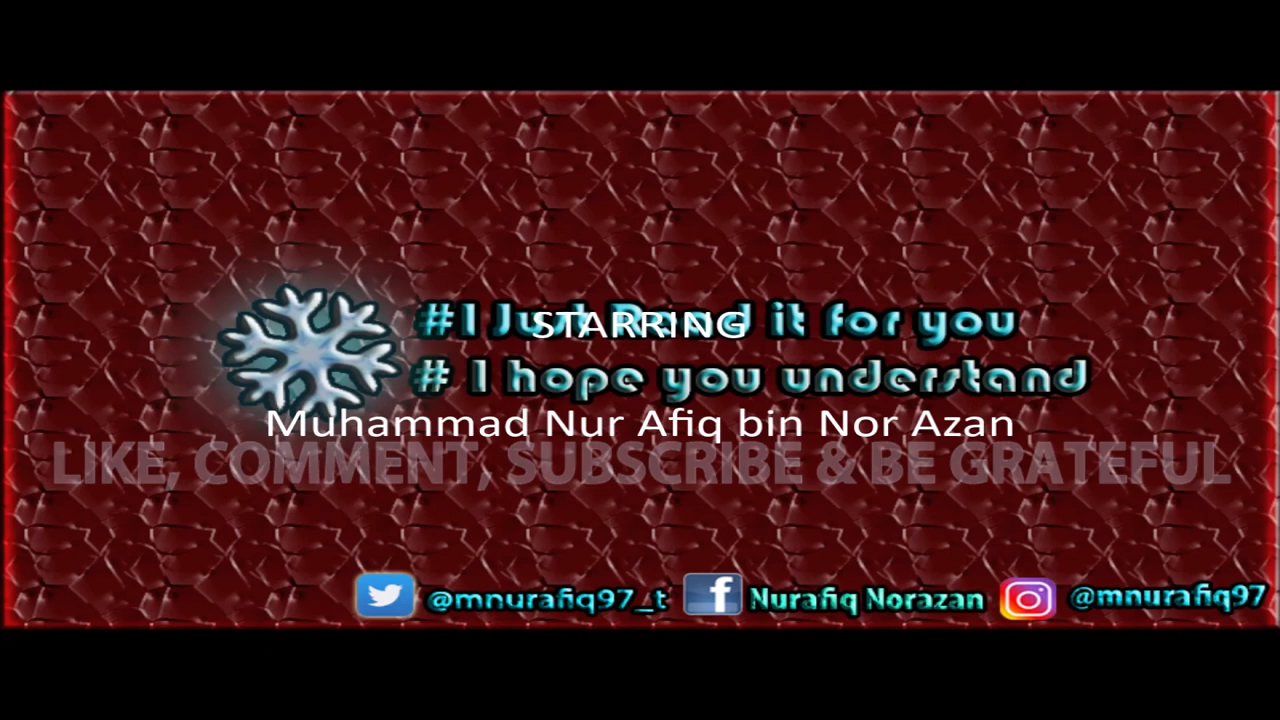 #I Just Read it for you
STARRING
# I hope you understand
Muhammad Nur Afiq bin Nor Azan
LIKE, COMMENT, SUBSCRIBE & BE GRATEFUL
@mnurafiq97_t Nurafiq Norazan @mnurafiq97